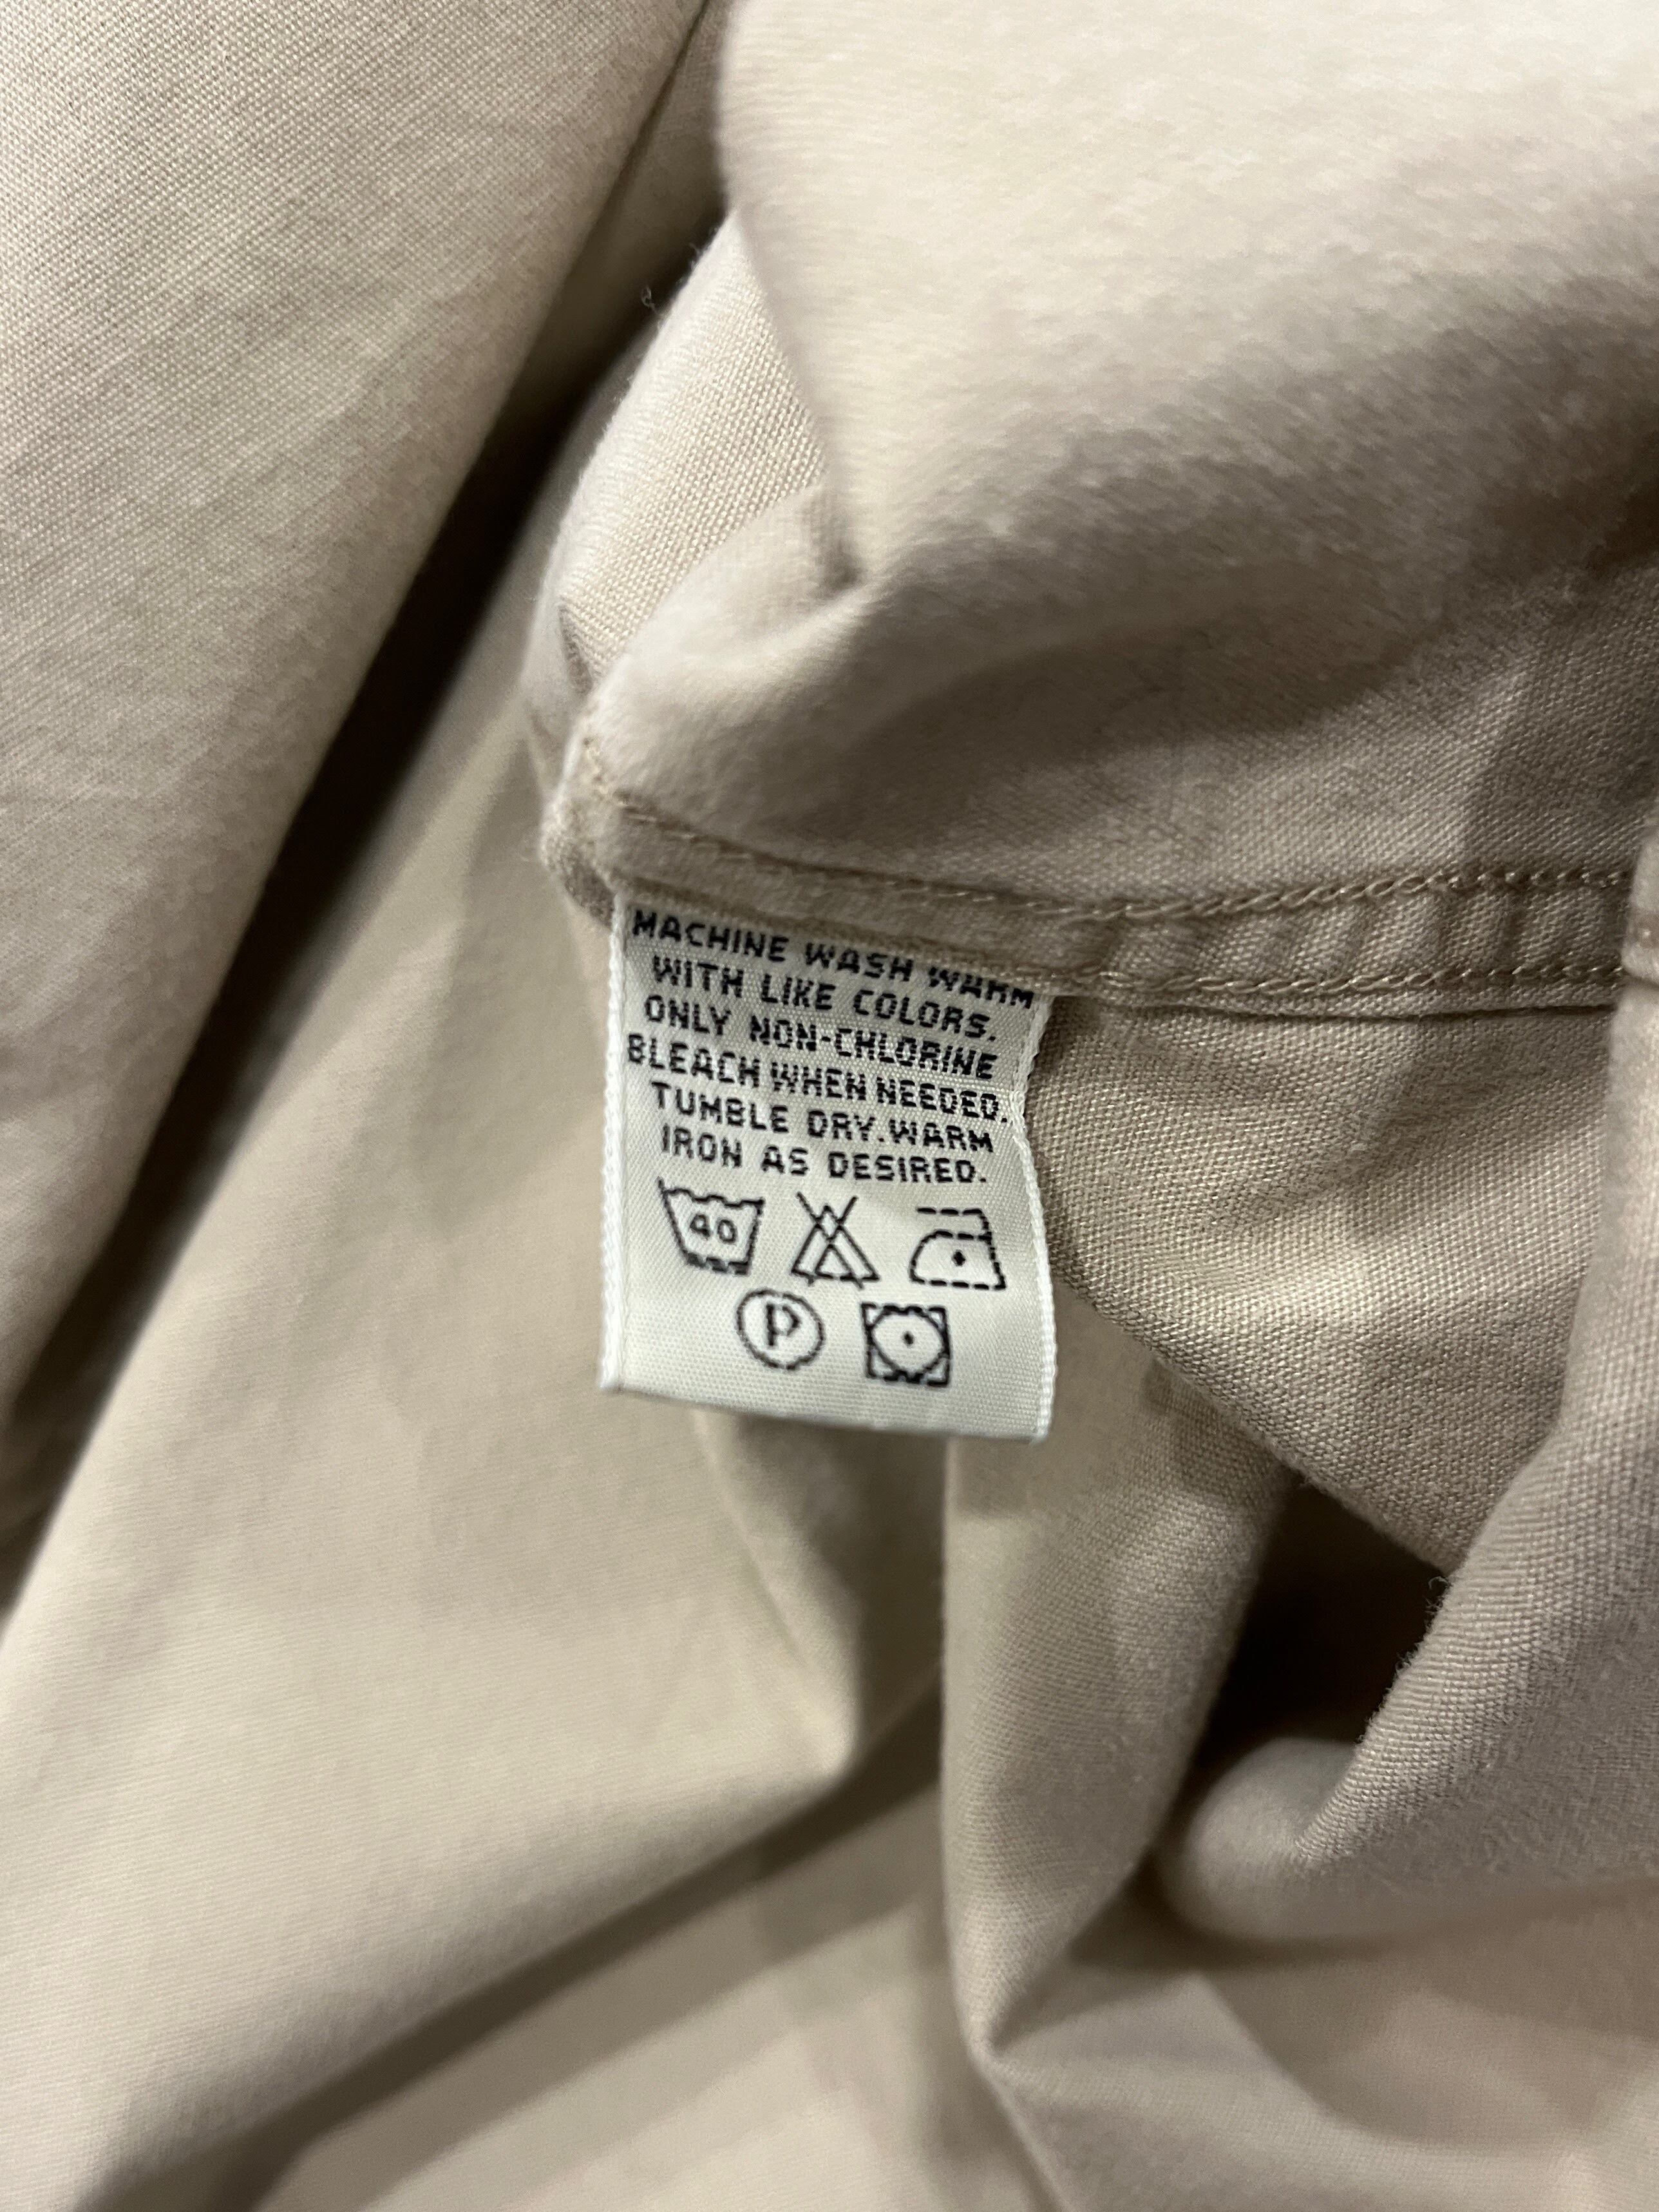 MACHINE WASH WARM
WITH LIKE COLORS.
ONLY NON-CHLORINE
BLEACH WHEN NEEDED.
TUMBLE DRY.WARM
IRON AS DESIRED.
40
P